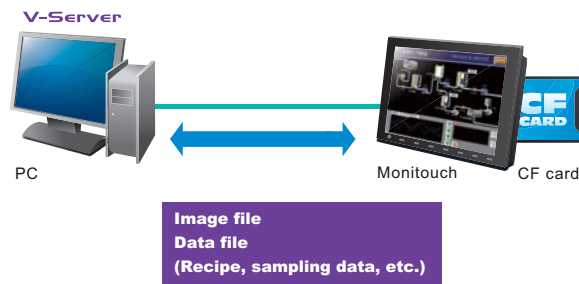 V-Server
CF
CARD
PC
Monitouch
CF card
Image file
Data file
(Recipe, sampling data, etc.)